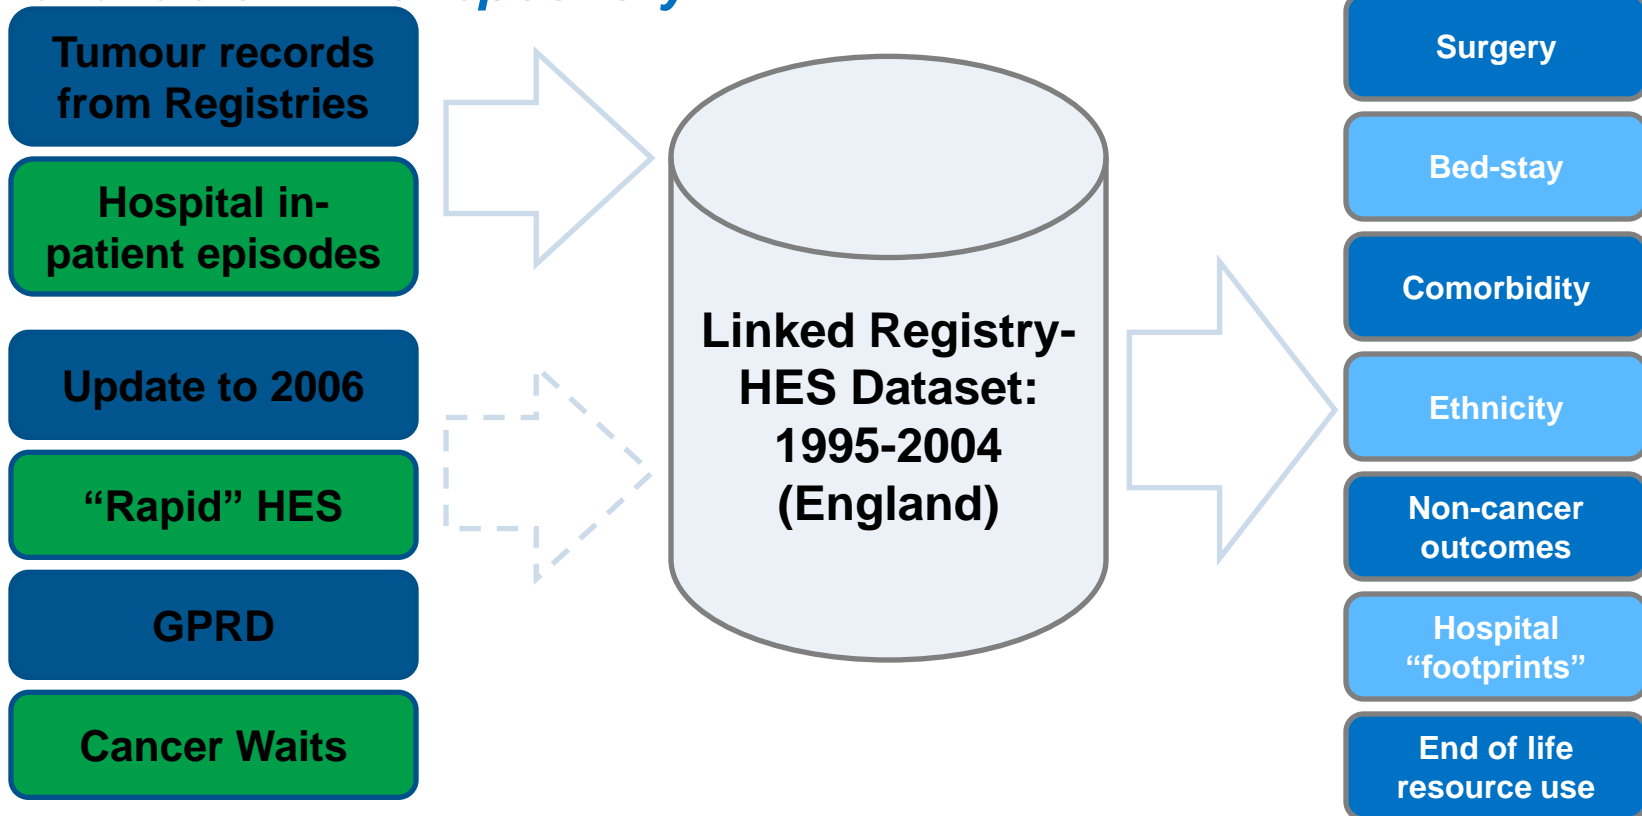 Tumour records
from Registries
Hospital in-
patient episodes
Update to 2006
“Rapid” HES
GPRD
Cancer Waits
Linked Registry-
HES Dataset:
1995-2004
(England)
Surgery
Bed-stay
Comorbidity
Ethnicity
Non-cancer
outcomes
Hospital
“footprints”
End of life
resource use